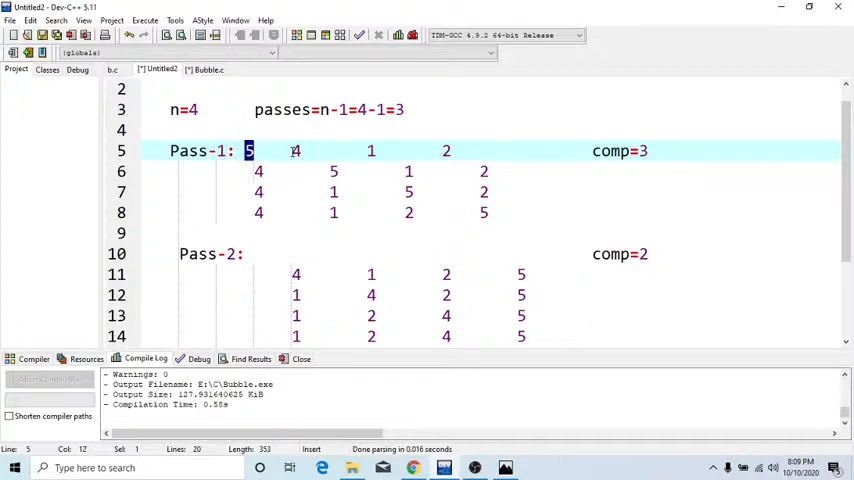 Untitled2 - Dev-C++ 5.11
File Edit Search View Project Execute Tools AStyle Window Help
TDM-GCC 4.9.2 64-bit Release
(globals)
Project Classes Debug b.c [*] Untitled2 [*] Bubble.c
2
3 n=4 passes=n-1=4-1=3
4
5 Pass-1: 5 4 1 2 comp=3
6 4 5 1 2
7 4 1 5 2
8 4 1 2 5
9
10 Pass-2: comp=2
11 4 1 2 5
12 1 4 2 5
13 1 2 4 5
14 1 2 4 5
Compiler Resources Compile Log Debug Find Results Close
- Warnings: 0
Abort Compilation
- Output Filename: E:\C\Bubble.exe
- Output Size: 127.931640625 KiB
- Compilation Time: 0.58s
Shorten compiler paths
Line: 5 Col: 12 Sel: 1 Lines: 20 Length: 353 Insert Done parsing in 0.016 seconds
Type here to search
8:09 PM
10/10/2020
5